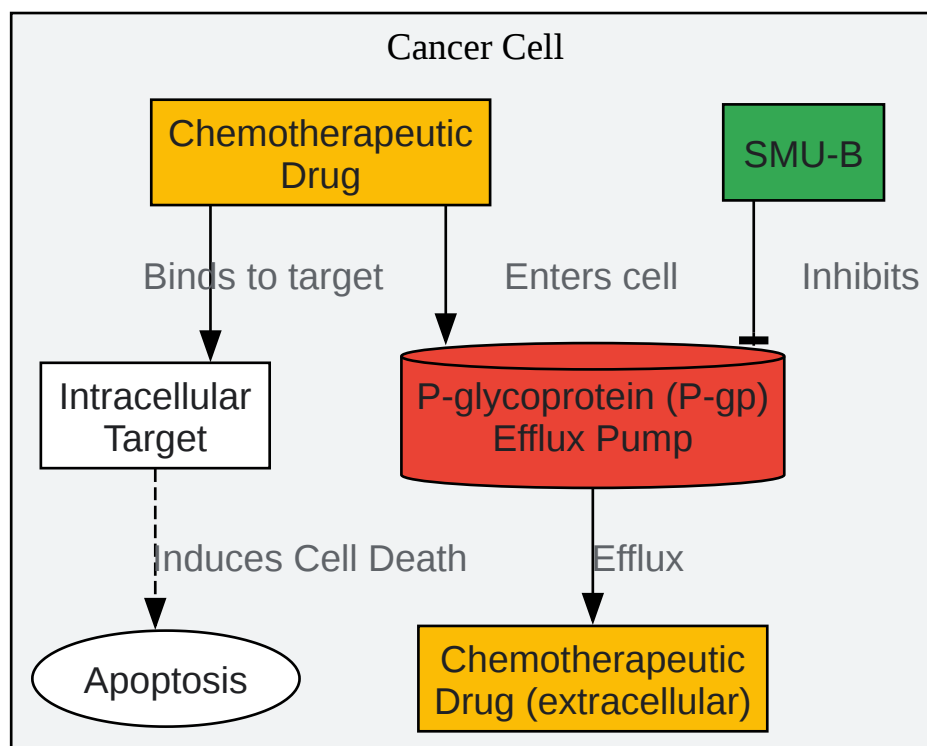 Cancer Cell
Chemotherapeutic
Drug
SMU-B
Binds to target
Enters cell
Inhibits
Intracellular
Target
P-glycoprotein (P-gp)
Efflux Pump
Induces Cell Death
Efflux
Apoptosis
Chemotherapeutic
Drug (extracellular)